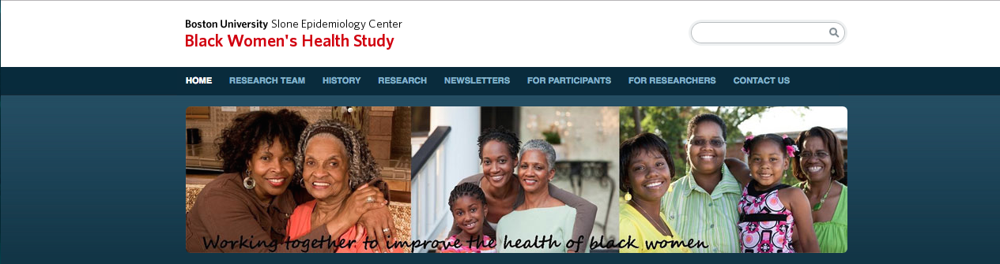 Boston University Slone Epidemiology Center
Black Women's Health Study
HOME RESEARCH TEAM HISTORY RESEARCH NEWSLETTERS FOR PARTICIPANTS FOR RESEARCHERS CONTACT US
Working together to improve the health of black women